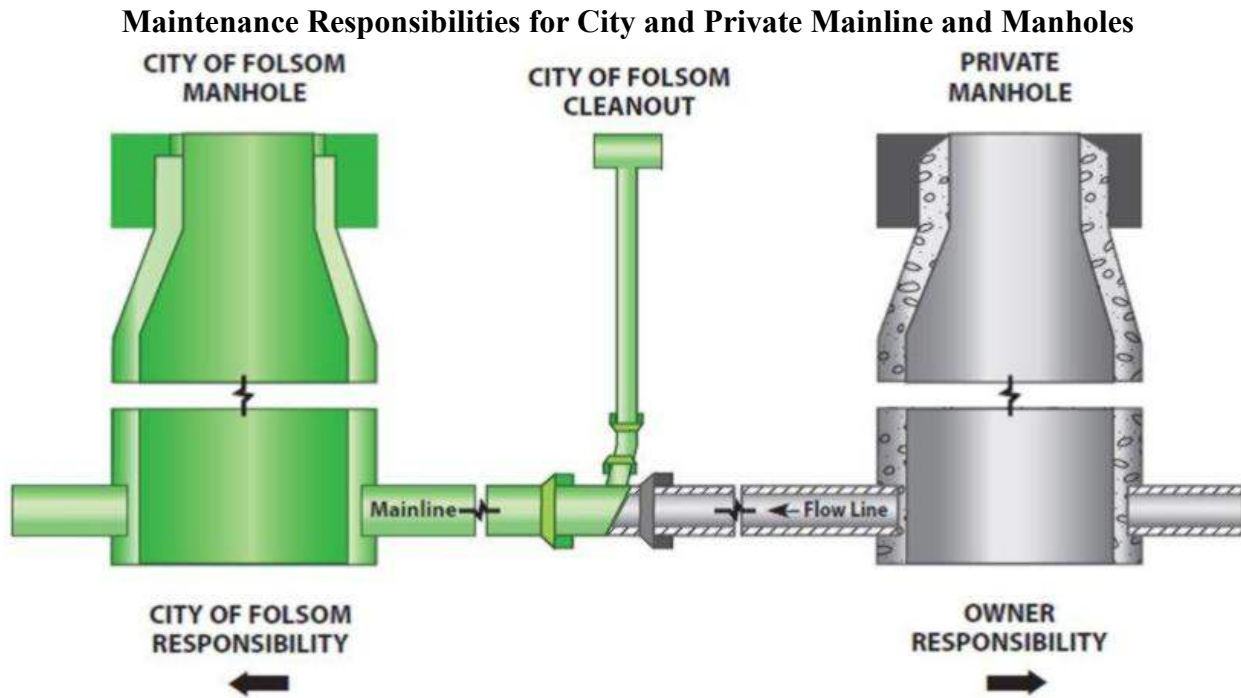 Maintenance Responsibilities for City and Private Mainline and Manholes
CITY OF FOLSOM
MANHOLE
CITY OF FOLSOM
CLEANOUT
PRIVATE
MANHOLE
Mainline
Flow Line
CITY OF FOLSOM
RESPONSIBILITY
OWNER
RESPONSIBILITY